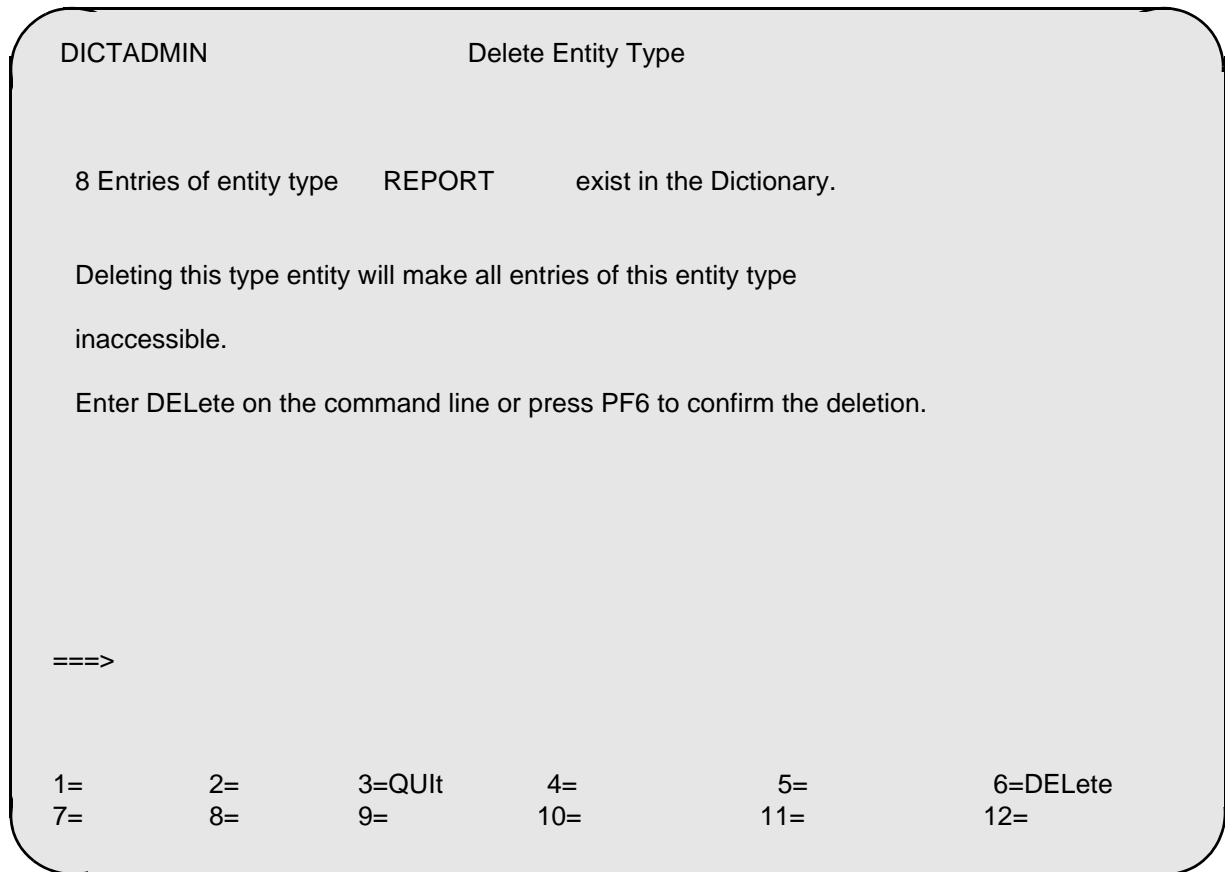 DICTADMIN Delete Entity Type
8 Entries of entity type REPORT exist in the Dictionary.
Deleting this type entity will make all entries of this entity type
inaccessible.
Enter DELete on the command line or press PF6 to confirm the deletion.
===>
1= 2= 3=QUIt 4= 5= 6=DELete
7= 8= 9= 10= 11= 12=